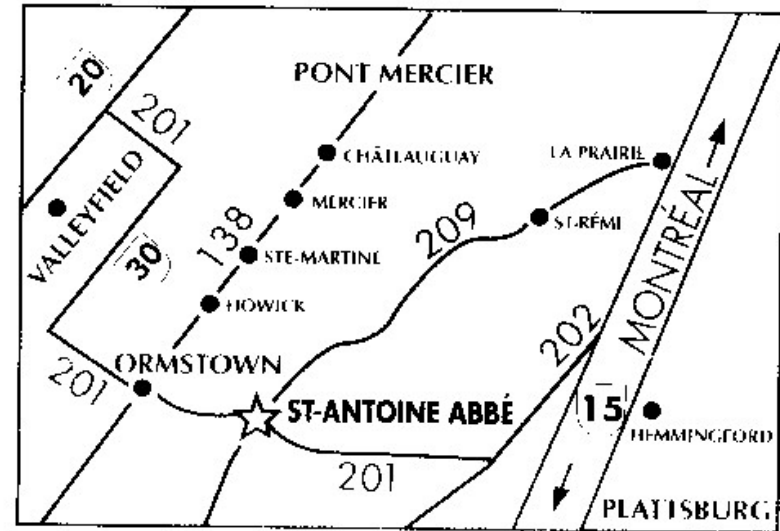 20
201
PONT MERCIER
CHÂTEAUGUAY
LA PRAIRIE
MERCIER
ST-RÉMI
VALLEYFIELD
138
209
STE-MARTINE
30
HOWICK
MONTRÉAL
202
ORMSTOWN
201
ST-ANTOINE ABBÉ
15
HEMMINGFORD
201
PLATTSBURG